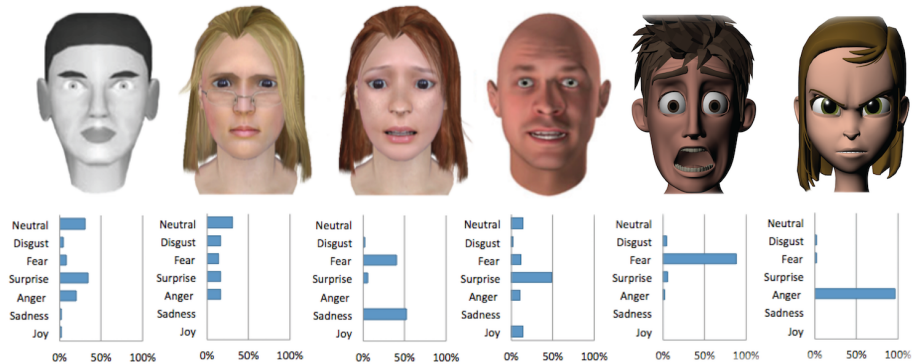 Neutral
Disgust
Fear
Surprise
Anger
Sadness
Joy
0% 50% 100%
Neutral
Disgust
Fear
Surprise
Anger
Sadness
Joy
0% 50% 100%
Neutral
Disgust
Fear
Surprise
Anger
Sadness
Joy
0% 50% 100%
Neutral
Disgust
Fear
Surprise
Anger
Sadness
Joy
0% 50% 100%
Neutral
Disgust
Fear
Surprise
Anger
Sadness
Joy
0% 50% 100%
Neutral
Disgust
Fear
Surprise
Anger
Sadness
Joy
0% 50% 100%